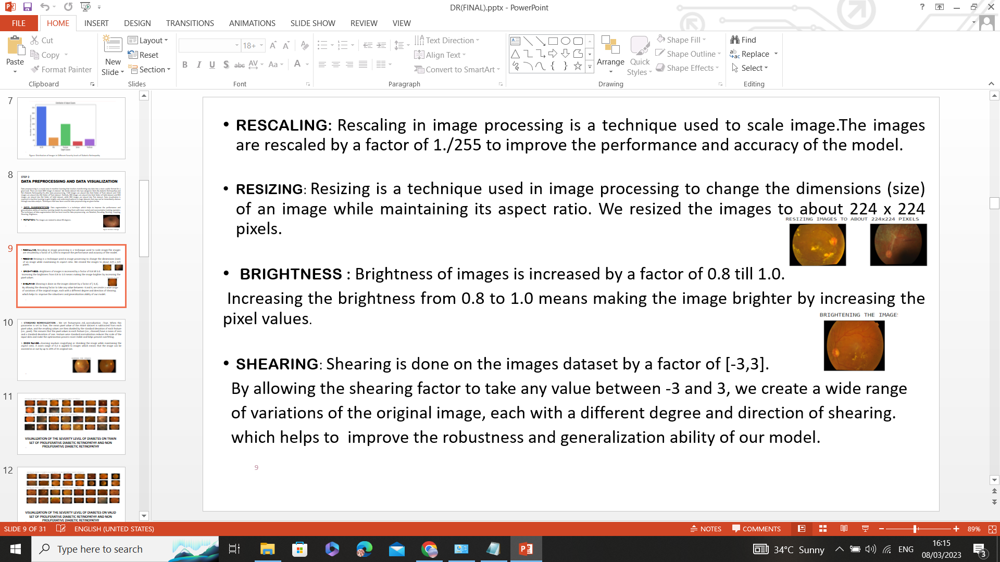 DR(FINAL).pptx - PowerPoint
FILE HOME INSERT DESIGN TRANSITIONS ANIMATIONS SLIDE SHOW REVIEW VIEW
Paste
Cut
Copy
Format Painter
Clipboard
New
Slide
Layout
Reset
Section
Slides
18+
B I U S abc AV Aa A
Font
Text Direction
Align Text
Convert to SmartArt
Paragraph
Arrange
Quick
Styles
Shape Fill
Shape Outline
Shape Effects
Drawing
Find
Replace
Select
Editing
7
8
STEP 2
DATA PREPROCESSING AND DATA VISUALIZATION
9
10
11
VISUALIZATION OF THE SEVERITY LEVEL OF DIABETES ON TRAIN
SET OF PROLIFERATIVE DIABETIC RETINOPATHY AND NON
PROLIFERATIVE DIABETIC RETINOPATHY
12
VISUALIZATION OF THE SEVERITY LEVEL OF DIABETES ON VALID
SET OF PROLIFERATIVE DIABETIC RETINOPATHY AND NON
PROLIFERATIVE DIABETIC RETINOPATHY
• RESCALING: Rescaling in image processing is a technique used to scale image.The images
are rescaled by a factor of 1./255 to improve the performance and accuracy of the model.
• RESIZING: Resizing is a technique used in image processing to change the dimensions (size)
of an image while maintaining its aspect ratio. We resized the images to about 224 x 224
pixels.
RESIZING IMAGES TO ABOUT 224x224 PIXELS
• BRIGHTNESS : Brightness of images is increased by a factor of 0.8 till 1.0.
Increasing the brightness from 0.8 to 1.0 means making the image brighter by increasing the
pixel values.
BRIGHTENING THE IMAGE
• SHEARING: Shearing is done on the images dataset by a factor of [-3,3].
By allowing the shearing factor to take any value between -3 and 3, we create a wide range
of variations of the original image, each with a different degree and direction of shearing.
which helps to  improve the robustness and generalization ability of our model.
9
SLIDE 9 OF 31 ENGLISH (UNITED STATES) NOTES COMMENTS 89%
Type here to search
34°C Sunny
ENG
16:15
08/03/2023
3